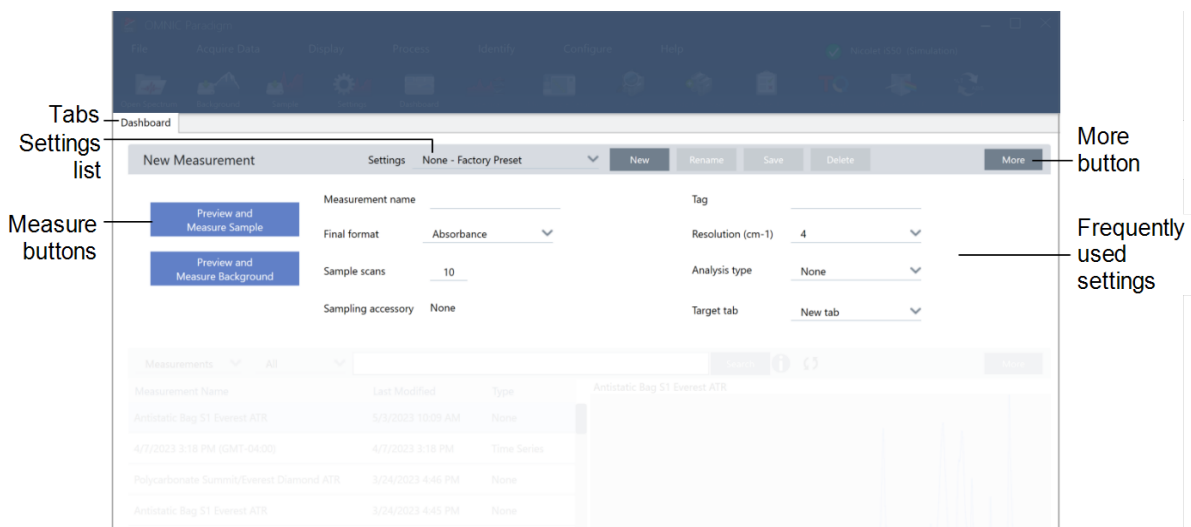 OMNIC Paradigm
File Acquire Data Display Process Identify Configure Help
Tabs
Dashboard
Settings
list
New Measurement Settings None - Factory Preset New Rename Save Delete More
More
button
Measure
buttons
Preview and
Measure Sample
Measurement name Tag
Final format Absorbance Resolution (cm-1) 4
Preview and
Measure Background
Sample scans 10 Analysis type None
Sampling accessory None Target tab New tab
Frequently
used
settings
Measurements All Search More
Measurement Name Last Modified Type Antistatic Bag S1 Everest ATR
Antistatic Bag S1 Everest ATR 5/3/2023 10:09 AM None
4/7/2023 3:18 PM (GMT-04:00) 4/7/2023 3:18 PM Time Series
Polycarbonate Summit/Everest Diamond ATR 3/24/2023 4:46 PM None
Antistatic Bag S1 Everest ATR 3/24/2023 4:45 PM None